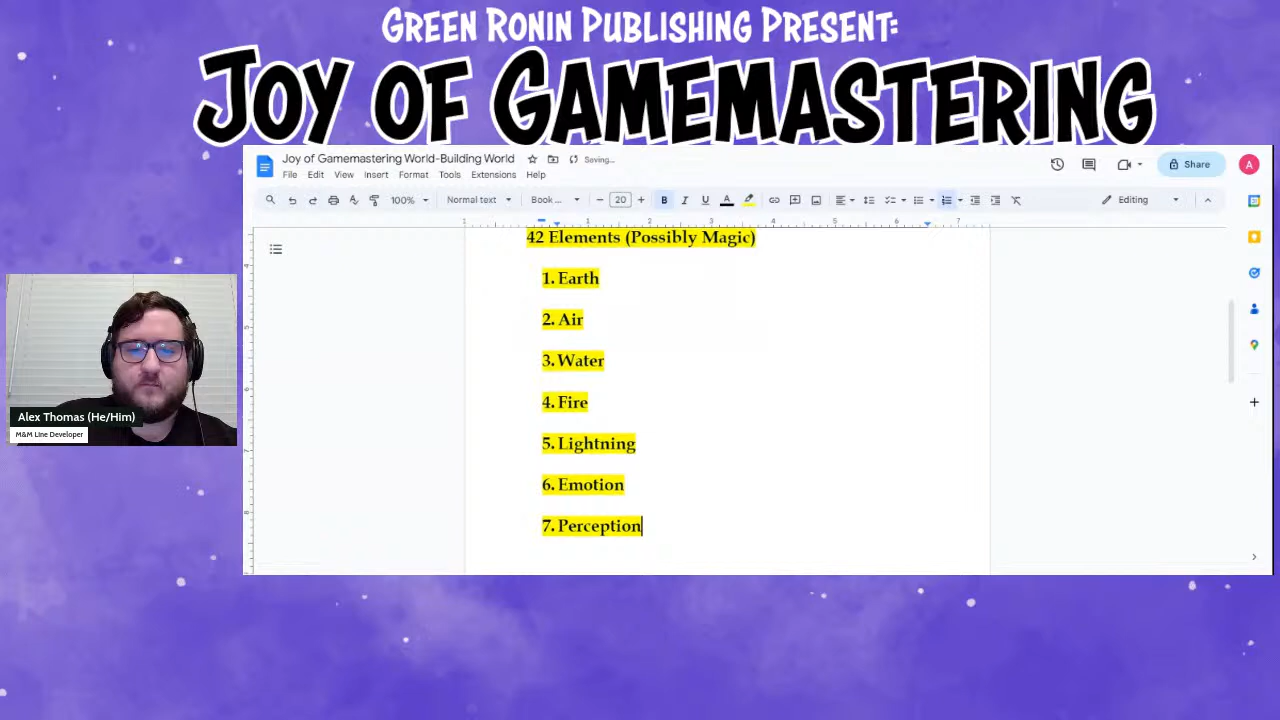 GREEN RONIN PUBLISHING PRESENT:
JOY OF GAMEMASTERING
Joy of Gamemastering World-Building World
Saving...
File Edit View Insert Format Tools Extensions Help
Share
A
100%
Normal text
Book ...
20
Editing
42 Elements (Possibly Magic)
1. Earth
2. Air
3. Water
4. Fire
5. Lightning
6. Emotion
7. Perception
Alex Thomas (He/Him)
M&M Line Developer